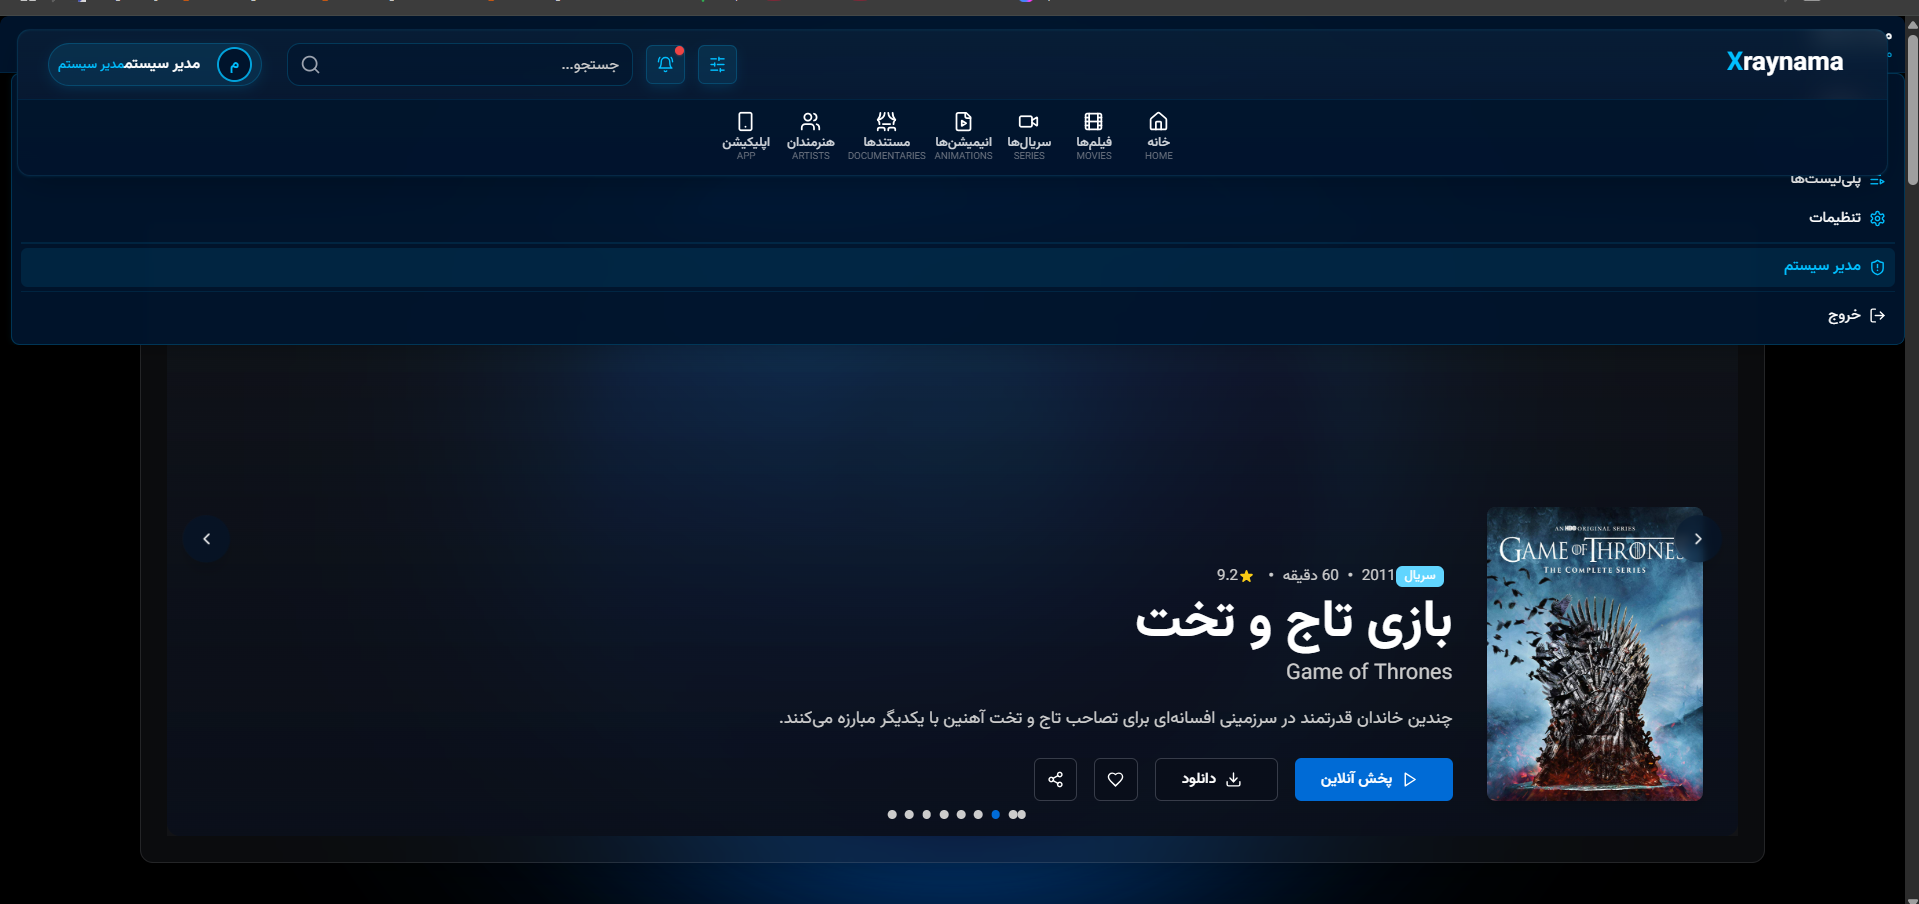 Xraynama
جستجو...
م
مدیر سیستم
مدیر سیستم
خانه
HOME
فیلم‌ها
MOVIES
سریال‌ها
SERIES
انیمیشن‌ها
ANIMATIONS
مستندها
DOCUMENTARIES
هنرمندان
ARTISTS
اپلیکیشن
APP
پلی‌لیست‌ها
تنظیمات
مدیر سیستم
خروج
AN HBO ORIGINAL SERIES
GAME OF THRONES
THE COMPLETE SERIES
سریال 2011 • 60 دقیقه • 9.2
بازی تاج و تخت
Game of Thrones
چندین خاندان قدرتمند در سرزمینی افسانه‌ای برای تصاحب تاج و تخت آهنین با یکدیگر مبارزه می‌کنند.
پخش آنلاین
دانلود